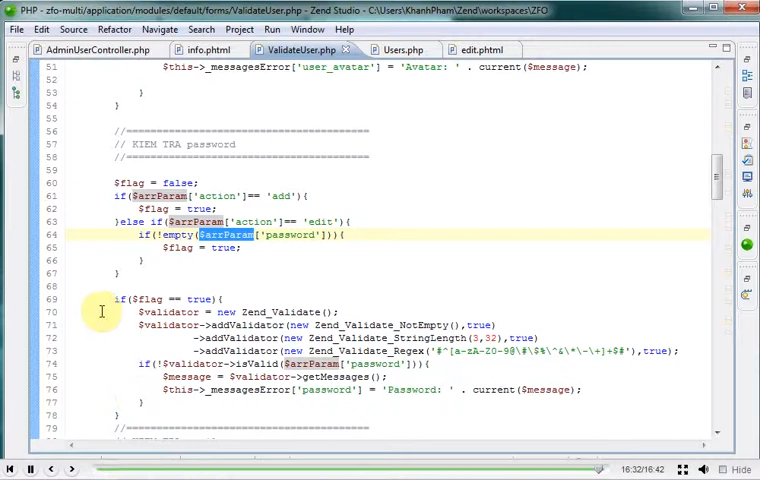 PHP - zfo-multi/application/modules/default/forms/ValidateUser.php - Zend Studio - C:\Users\KhanhPham\Zend\workspaces\ZFO
File Edit Source Refactor Navigate Search Project Run Window Help
AdminUserController.php info.phtml ValidateUser.php Users.php edit.phtml
51 $this->_messagesError['user_avatar'] = 'Avatar: ' . current($message);
52
53 }
54 }
55
56 //========================================
57 // KIEM TRA password
58 //========================================
59
60 $flag = false;
61 if($arrParam['action']== 'add'){
62 $flag = true;
63 }else if($arrParam['action']== 'edit'){
64 if(!empty($arrParam['password'])){
65 $flag = true;
66 }
67 }
68
69 if($flag == true){
70 $validator = new Zend_Validate();
71 $validator->addValidator(new Zend_Validate_NotEmpty(),true)
72 ->addValidator(new Zend_Validate_StringLength(3,32),true)
73 ->addValidator(new Zend_Validate_Regex('#^[a-zA-Z0-9@\#\$%\^&\*\-\+]+$#'),true);
74 if(!$validator->isValid($arrParam['password'])){
75 $message = $validator->getMessages();
76 $this->_messagesError['password'] = 'Password: ' . current($message);
77 }
78 }
79 //========================================
16:32/16:42 Hide